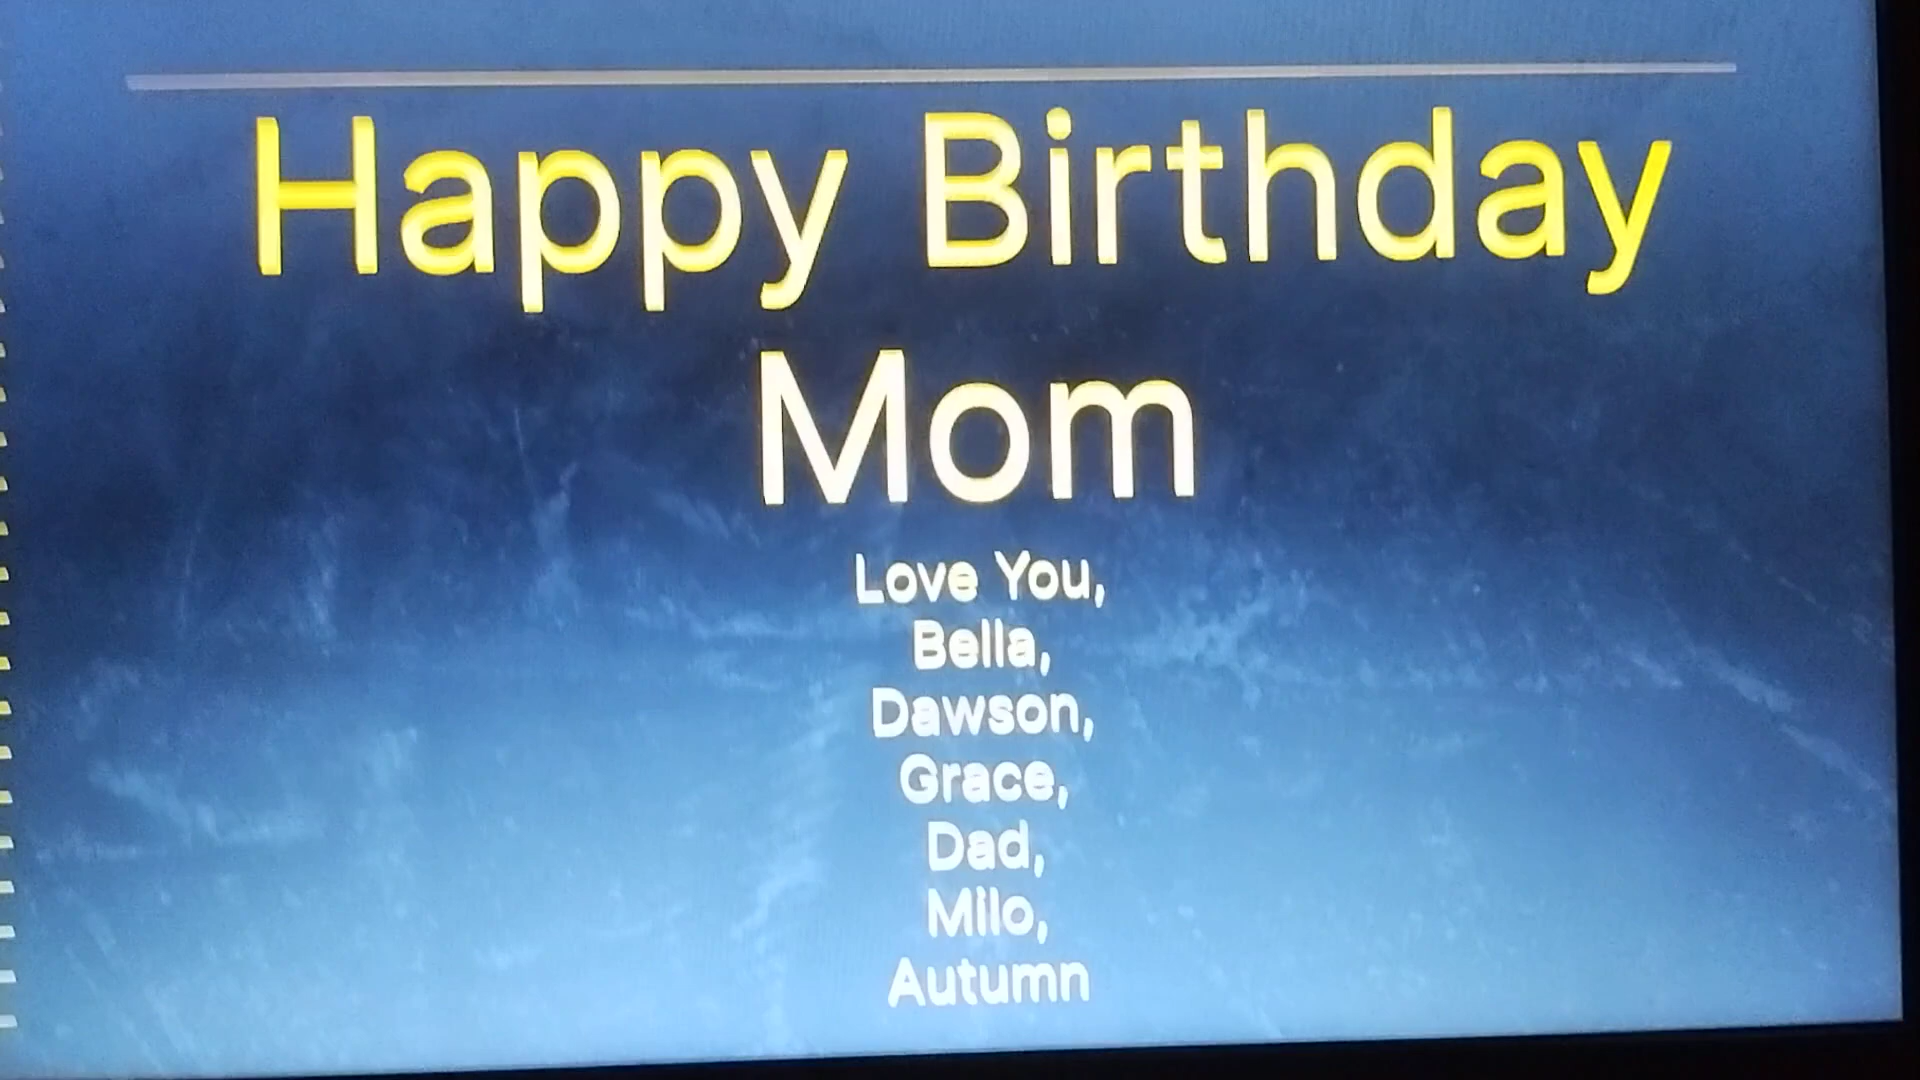 Happy Birthday
Mom
Love You,
Bella,
Dawson,
Grace,
Dad,
Milo,
Autumn